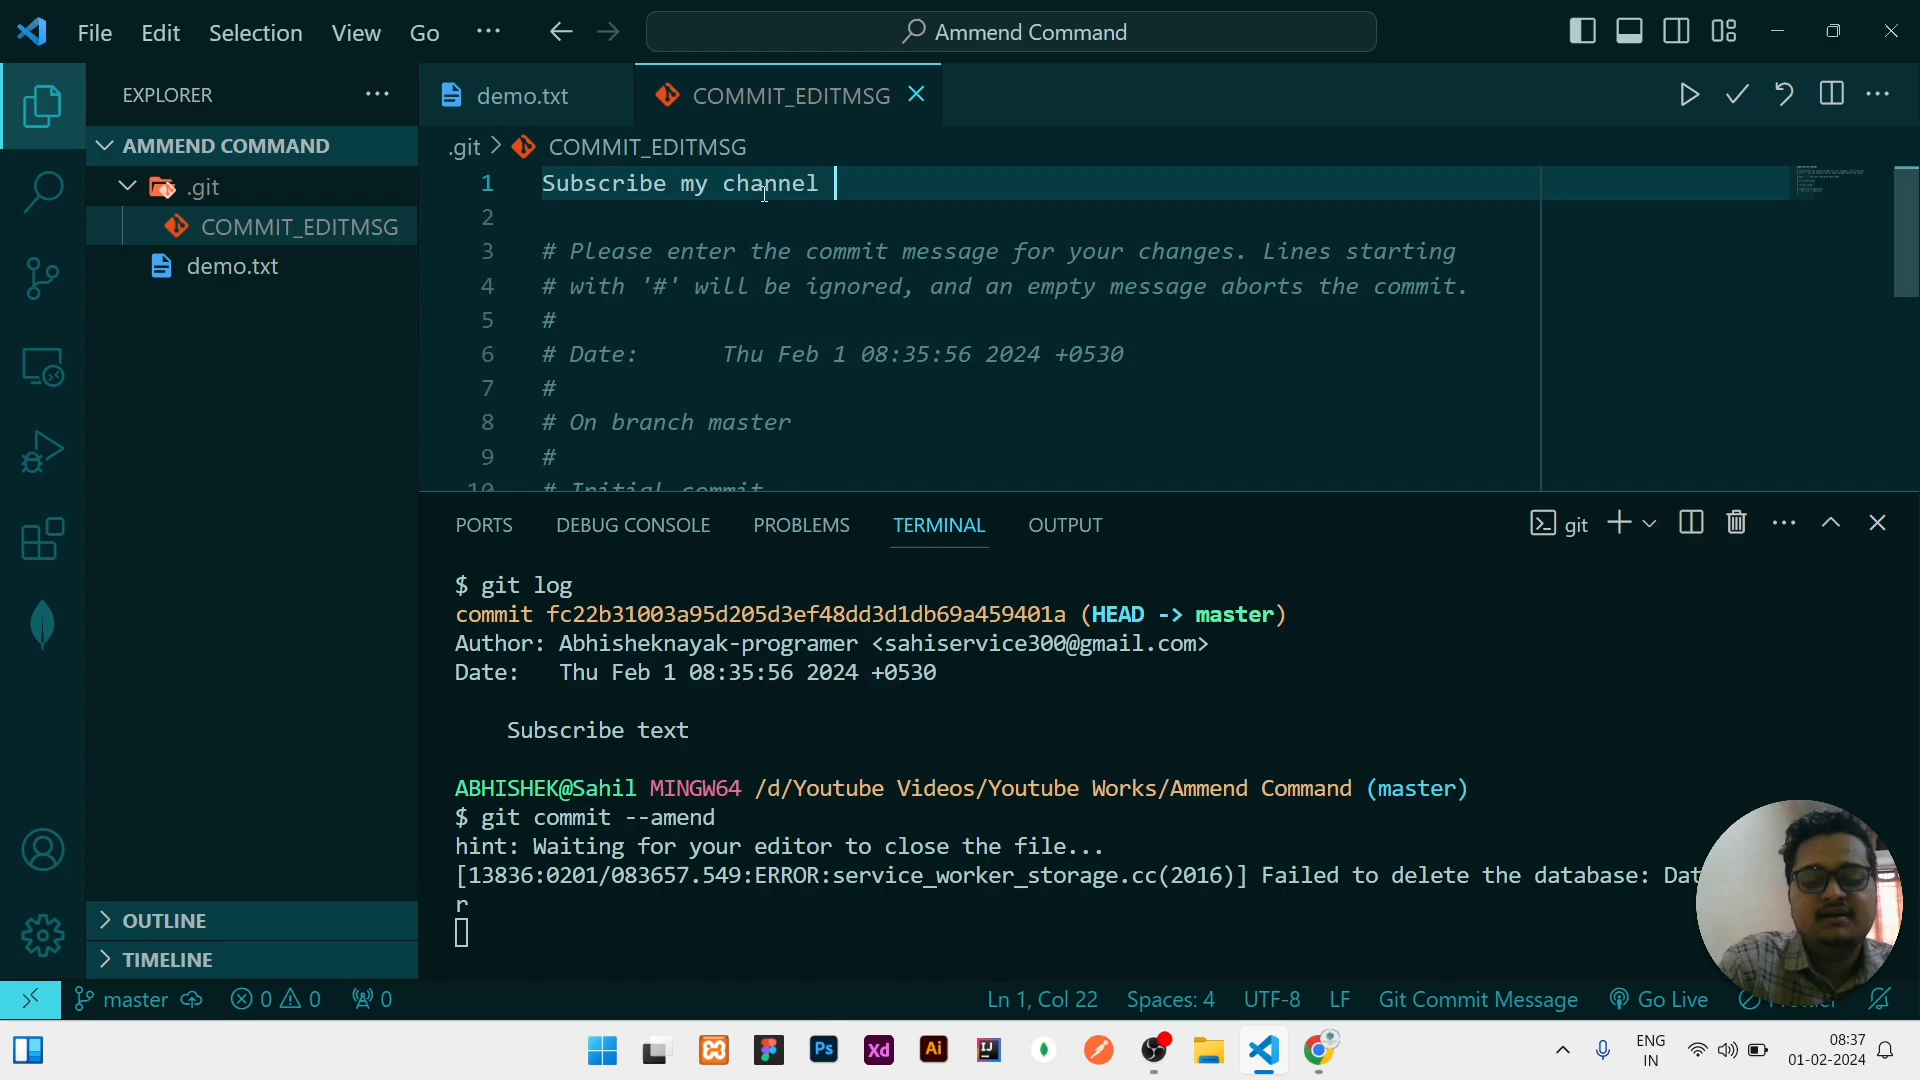 File Edit Selection View Go ··· Ammend Command
EXPLORER ···
AMMEND COMMAND
.git
COMMIT_EDITMSG
demo.txt
OUTLINE
TIMELINE
demo.txt COMMIT_EDITMSG
.git > COMMIT_EDITMSG
1 Subscribe my channel
2
3 # Please enter the commit message for your changes. Lines starting
4 # with '#' will be ignored, and an empty message aborts the commit.
5 #
6 # Date:      Thu Feb 1 08:35:56 2024 +0530
7 #
8 # On branch master
9 #
10 # Initial commit
PORTS DEBUG CONSOLE PROBLEMS TERMINAL OUTPUT git
$ git log
commit fc22b31003a95d205d3ef48dd3d1db69a459401a (HEAD -> master)
Author: Abhisheknayak-programer <sahiservice300@gmail.com>
Date:   Thu Feb 1 08:35:56 2024 +0530
Subscribe text
ABHISHEK@Sahil MINGW64 /d/Youtube Videos/Youtube Works/Ammend Command (master)
$ git commit --amend
hint: Waiting for your editor to close the file...
[13836:0201/083657.549:ERROR:service_worker_storage.cc(2016)] Failed to delete the database: Dat
r
master 0 0 0 Ln 1, Col 22 Spaces: 4 UTF-8 LF Git Commit Message Go Live
Ps Xd Ai IJ ENG 08:37
IN 01-02-2024